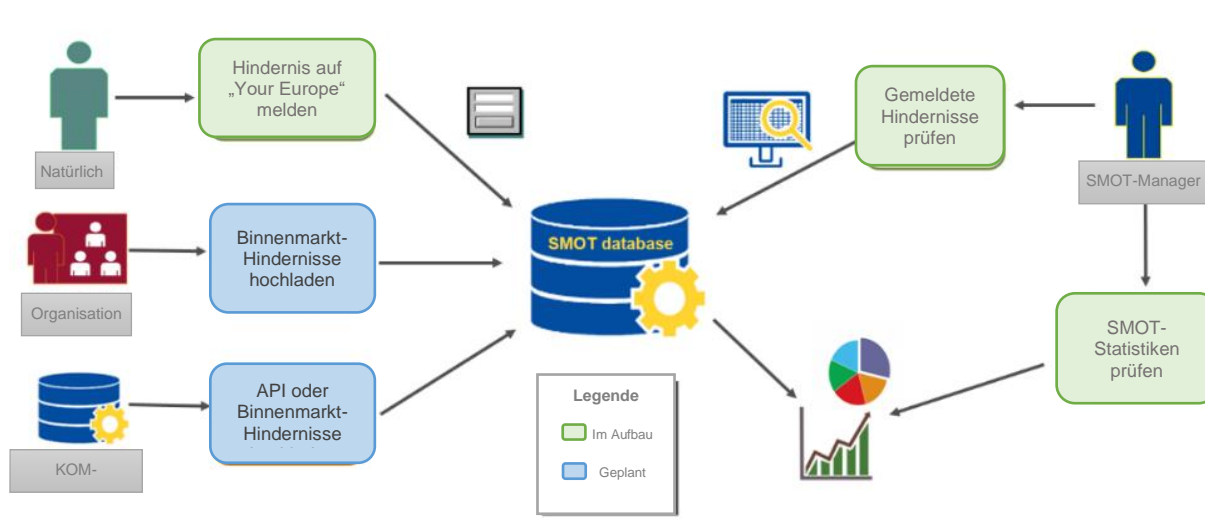 Hindernis auf
„Your Europe“
melden
Natürlich
Binnenmarkt-
Hindernisse
hochladen
Organisation
API oder
Binnenmarkt-
Hindernisse
KOM-
SMOT database
Legende
Im Aufbau
Geplant
Gemeldete
Hindernisse
prüfen
SMOT-Manager
SMOT-
Statistiken
prüfen